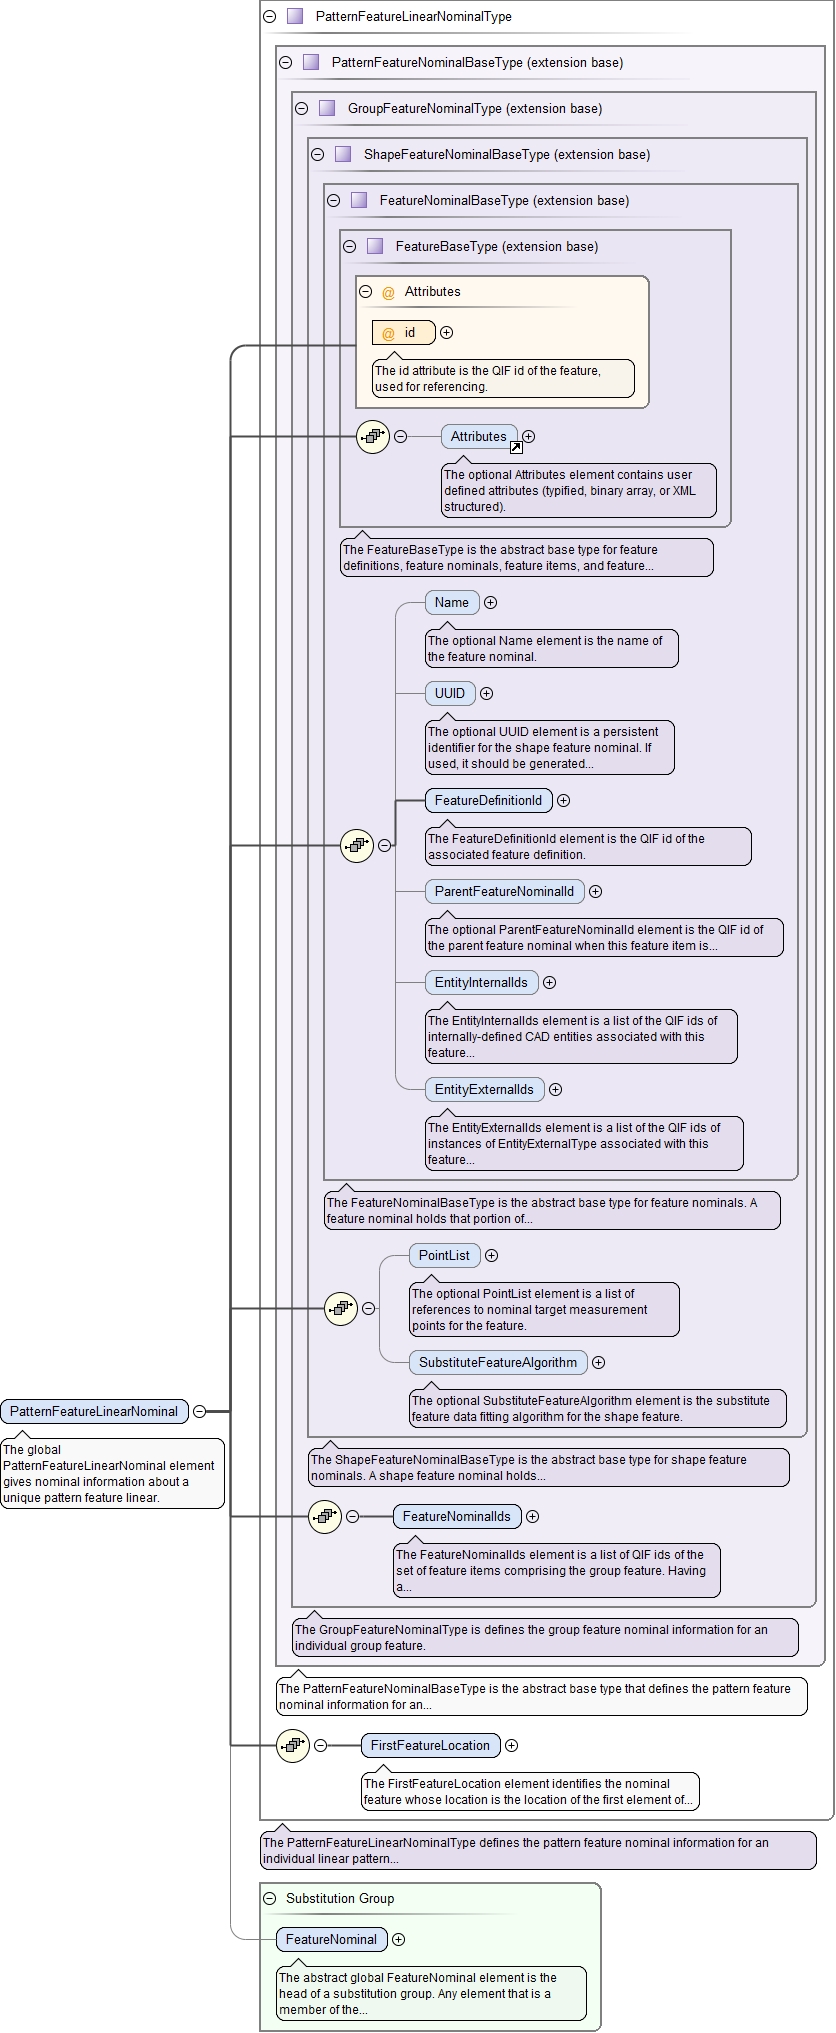 PatternFeatureLinearNominalType
PatternFeatureNominalBaseType (extension base)
GroupFeatureNominalType (extension base)
ShapeFeatureNominalBaseType (extension base)
FeatureNominalBaseType (extension base)
FeatureBaseType (extension base)
@ Attributes
@ id
The id attribute is the QIF id of the feature,
used for referencing.
Attributes
The optional Attributes element contains user
defined attributes (typified, binary array, or XML
structured).
The FeatureBaseType is the abstract base type for feature
definitions, feature nominals, feature items, and feature...
Name
The optional Name element is the name of
the feature nominal.
UUID
The optional UUID element is a persistent
identifier for the shape feature nominal. If
used, it should be generated...
FeatureDefinitionId
The FeatureDefinitionId element is the QIF id of the
associated feature definition.
ParentFeatureNominalId
The optional ParentFeatureNominalId element is the QIF id of
the parent feature nominal when this feature item is...
EntityInternalIds
The EntityInternalIds element is a list of the QIF ids of
internally-defined CAD entities associated with this
feature...
EntityExternalIds
The EntityExternalIds element is a list of the QIF ids of
instances of EntityExternalType associated with this
feature...
The FeatureNominalBaseType is the abstract base type for feature nominals. A
feature nominal holds that portion of...
PointList
The optional PointList element is a list of
references to nominal target measurement
points for the feature.
SubstituteFeatureAlgorithm
The optional SubstituteFeatureAlgorithm element is the substitute
feature data fitting algorithm for the shape feature.
PatternFeatureLinearNominal
The global
PatternFeatureLinearNominal element
gives nominal information about a
unique pattern feature linear.
The ShapeFeatureNominalBaseType is the abstract base type for shape feature
nominals. A shape feature nominal holds...
FeatureNominalIds
The FeatureNominalIds element is a list of QIF ids of the
set of feature items comprising the group feature. Having
a...
The GroupFeatureNominalType is defines the group feature nominal information for an
individual group feature.
The PatternFeatureNominalBaseType is the abstract base type that defines the pattern feature
nominal information for an...
FirstFeatureLocation
The FirstFeatureLocation element identifies the nominal
feature whose location is the location of the first element of...
The PatternFeatureLinearNominalType defines the pattern feature nominal information for an
individual linear pattern...
Substitution Group
FeatureNominal
The abstract global FeatureNominal element is the
head of a substitution group. Any element that is a
member of the...